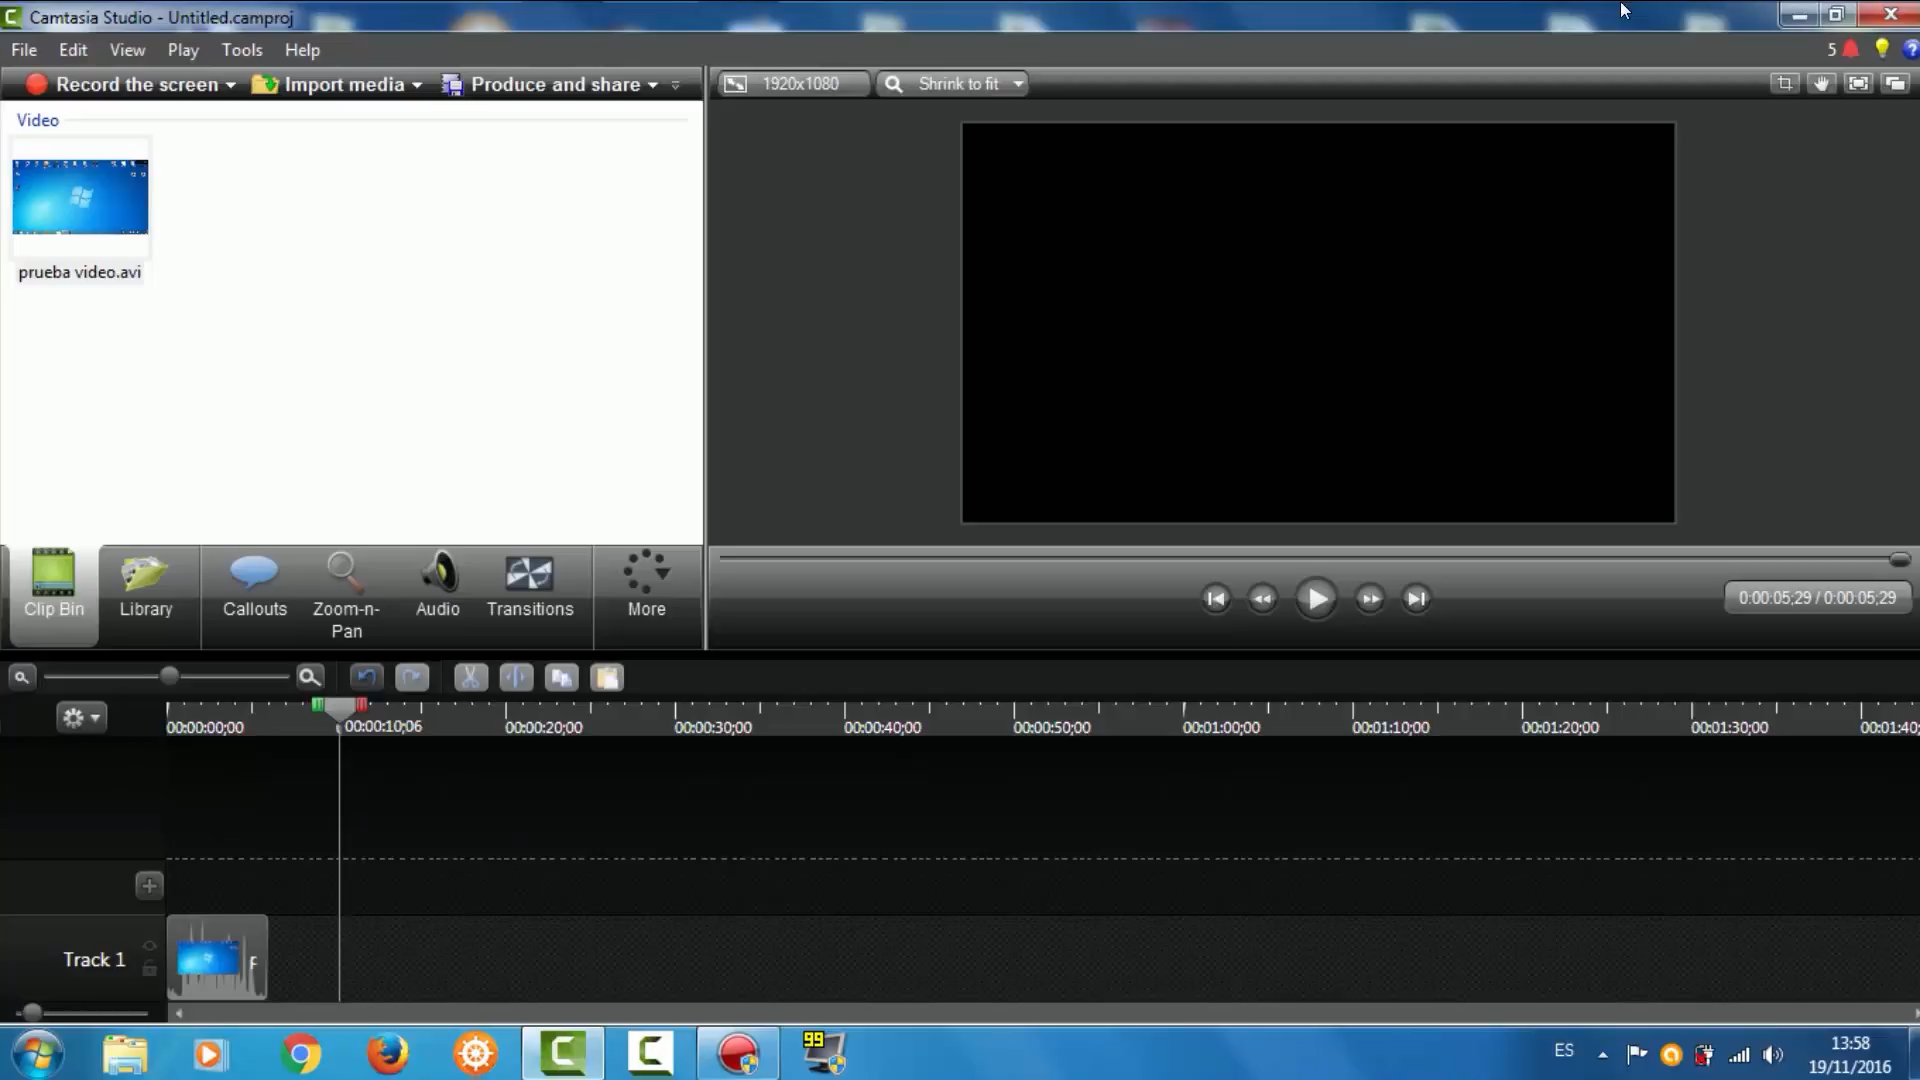 Camtasia Studio - Untitled.camproj
File Edit View Play Tools Help 5
Record the screen Import media Produce and share 1920x1080 Shrink to fit
Video
prueba video.avi
Clip Bin Library Callouts Zoom-n-Pan Audio Transitions More
0:00:05;29 / 0:00:05;29
00:00:00;00 00:00:10;06 00:00:20;00 00:00:30;00 00:00:40;00 00:00:50;00 00:01:00;00 00:01:10;00 00:01:20;00 00:01:30;00 00:01:40;
Track 1
99
ES
13:58
19/11/2016